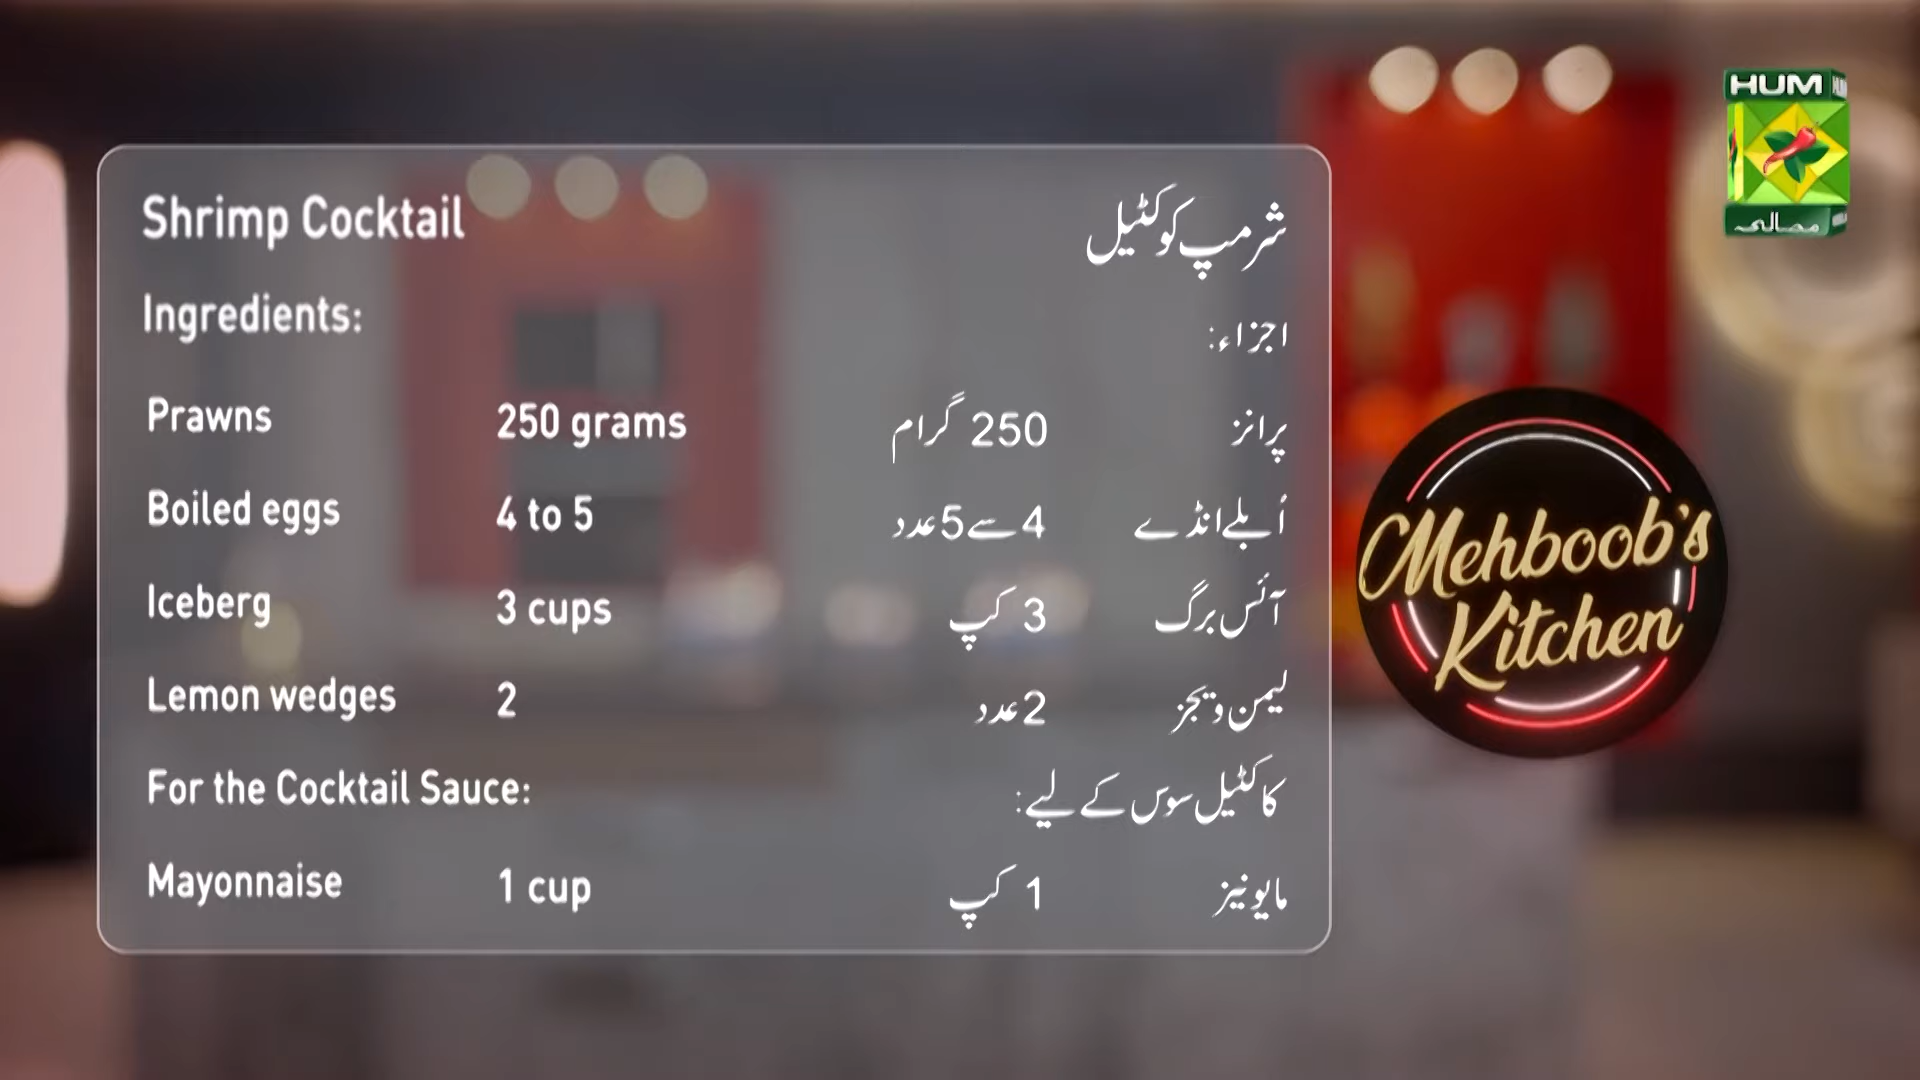 Shrimp Cocktail شرمپ کوکٹیل
Ingredients: اجزاء:
Prawns 250 grams پرانز 250 گرام
Boiled eggs 4 to 5 اُبلے انڈے 4 سے 5 عدد
Iceberg 3 cups آئس برگ 3 کپ
Lemon wedges 2 لیمن ویجز 2 عدد
For the Cocktail Sauce: کاکٹیل سوس کے لیے:
Mayonnaise 1 cup مایونیز 1 کپ
HUM
مصالحہ
Mehboob's
Kitchen